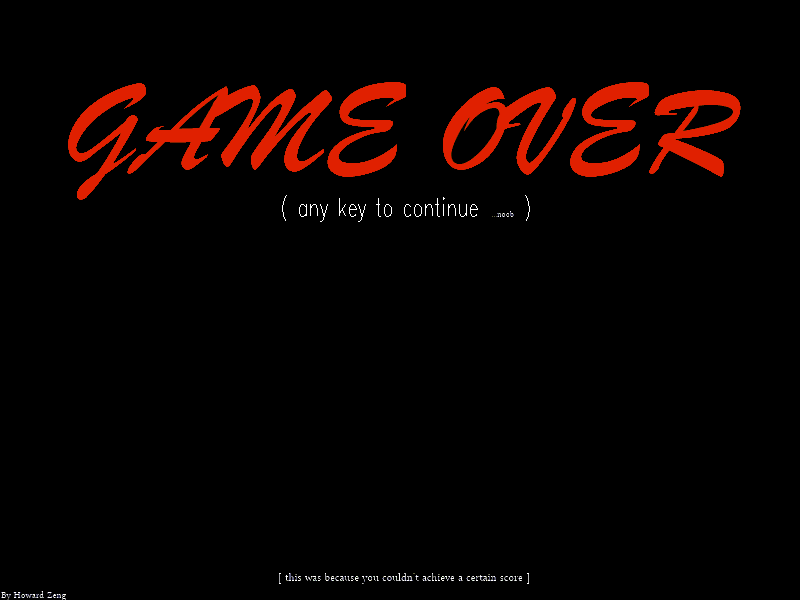 GAME OVER
( any key to continue ...noob )
[ this was because you couldn't achieve a certain score ]
By Howard Zeng